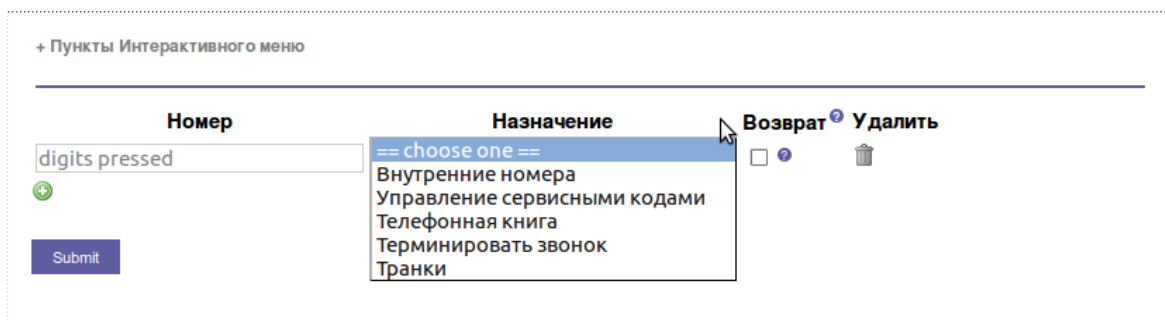 + Пункты Интерактивного меню
Номер Назначение Возврат ? Удалить
digits pressed == choose one == ?
Внутренние номера
Управление сервисными кодами
Телефонная книга
Терминировать звонок
Транки
Submit